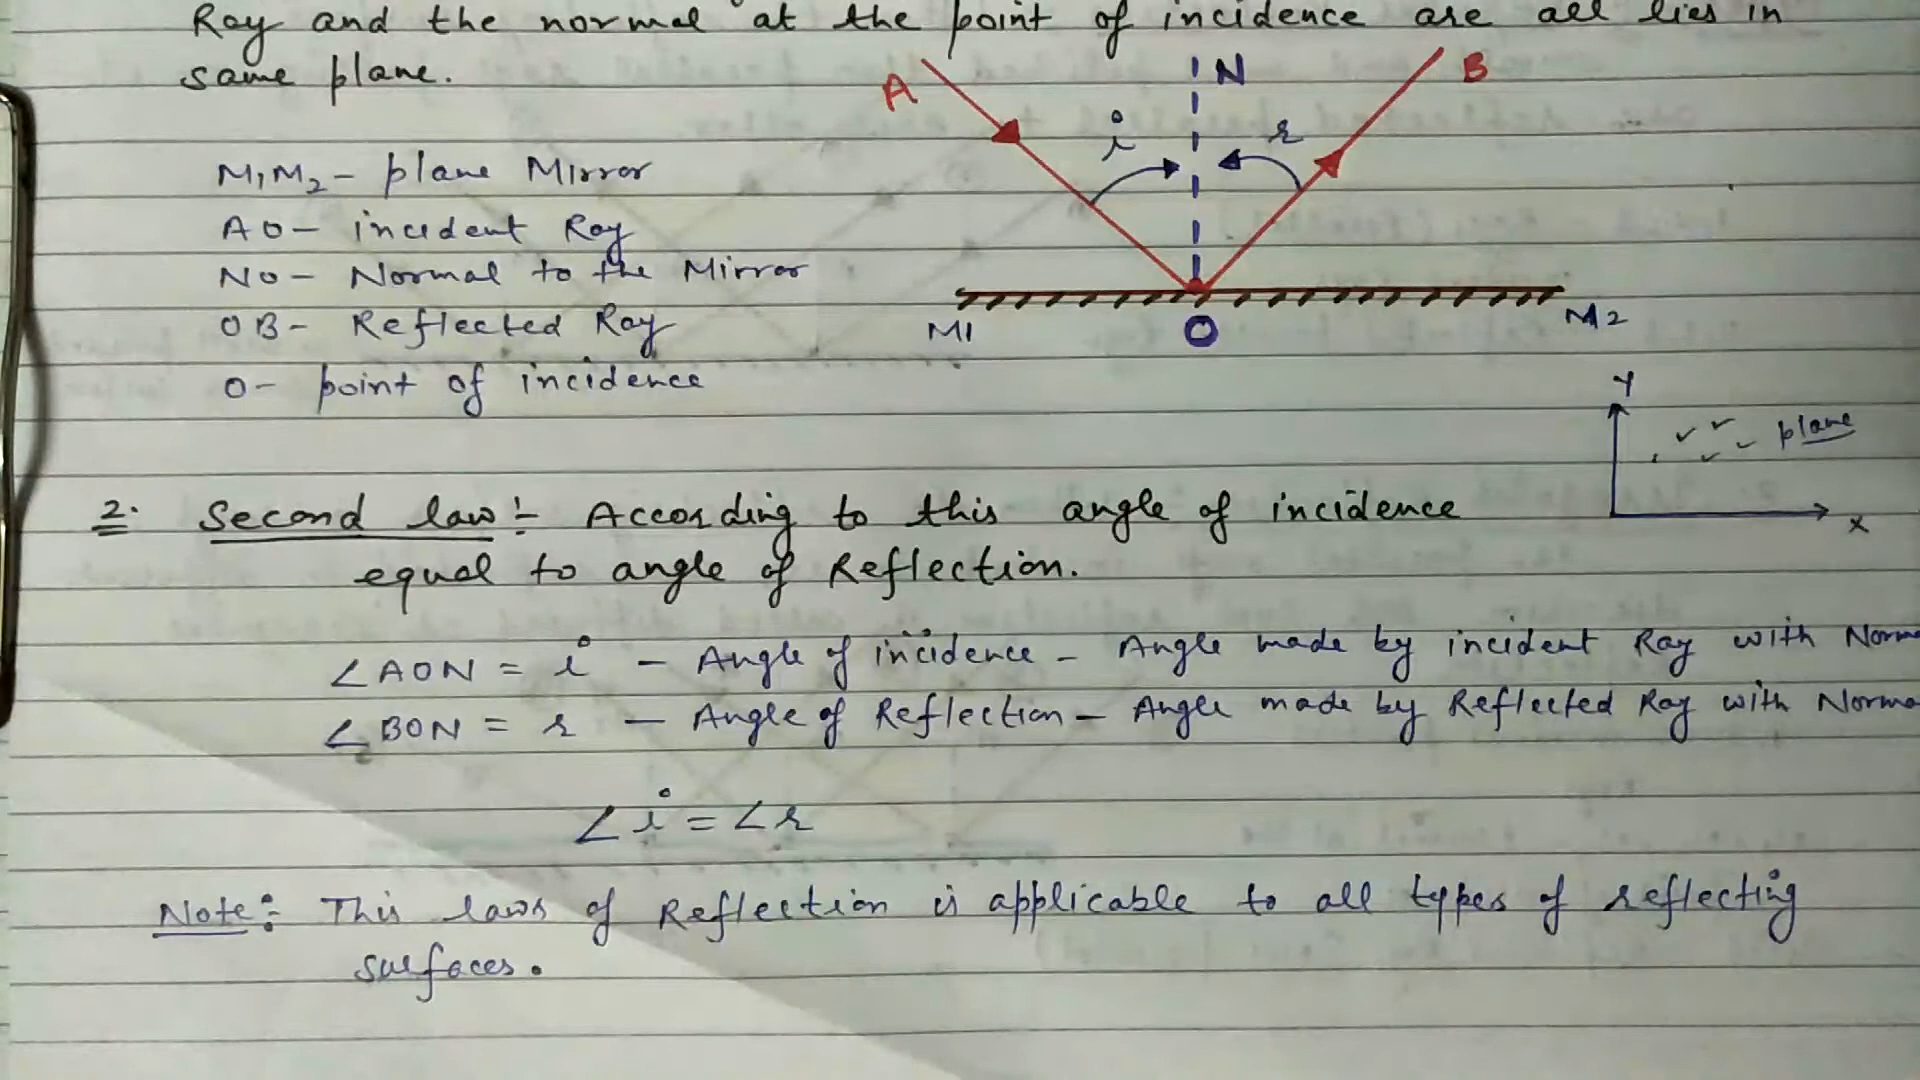 Ray and the normal at the point of incidence are all lies in
same plane.
A
N
B
i
r
M1M2 - plane Mirror
AO - incident Ray
NO - Normal to the Mirror
OB - Reflected Ray
O - point of incidence
M1
O
M2
Y
plane
X
2. Second law :- According to this angle of incidence
equal to angle of Reflection.
∠AON = i - Angle of incidence - Angle made by incident Ray with Norma
∠BON = r - Angle of Reflection - Angle made by Reflected Ray with Norma
∠i = ∠r
Note :- This laws of Reflection is applicable to all types of reflecting
surfaces.